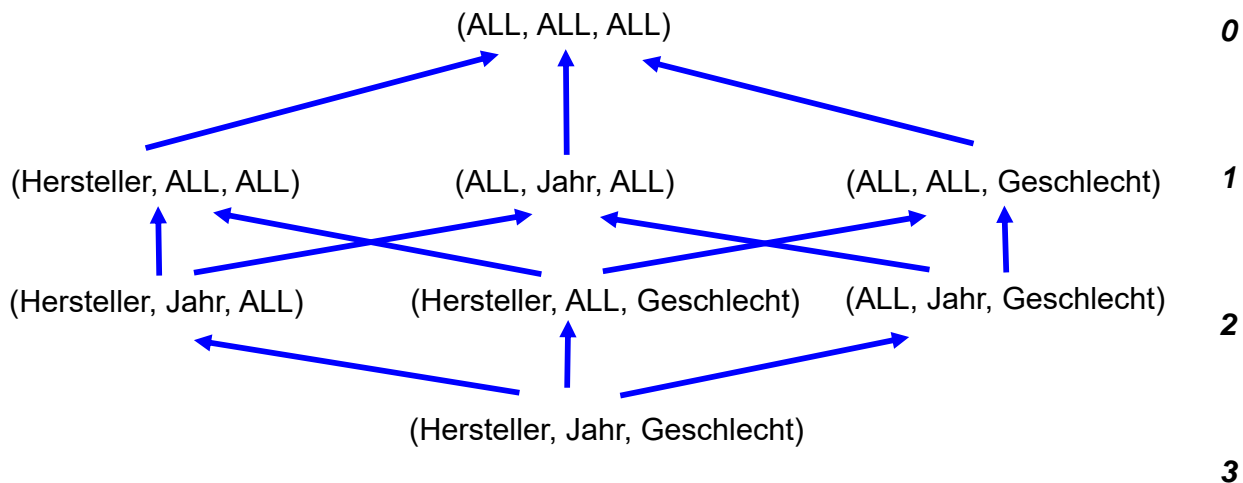 (ALL, ALL, ALL) 0
(Hersteller, ALL, ALL) (ALL, Jahr, ALL) (ALL, ALL, Geschlecht) 1
(Hersteller, Jahr, ALL) (Hersteller, ALL, Geschlecht) (ALL, Jahr, Geschlecht)
2
(Hersteller, Jahr, Geschlecht)
3